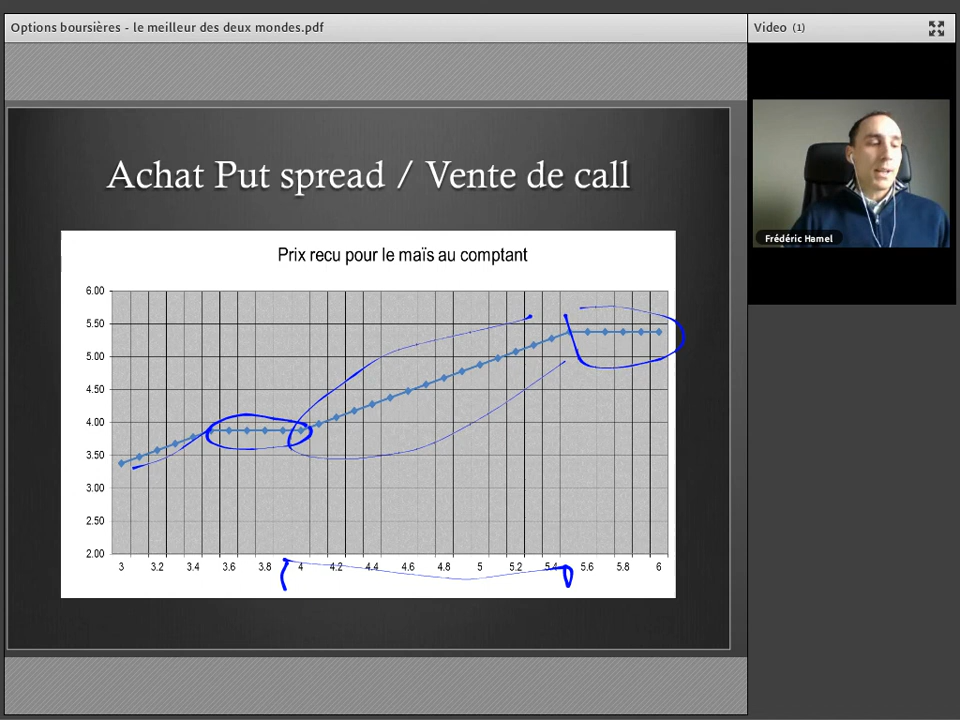 Options boursières - le meilleur des deux mondes.pdf
Video (1)
Achat Put spread / Vente de call
Prix recu pour le maïs au comptant
6.00
5.50
5.00
4.50
4.00
3.50
3.00
2.50
2.00
3 3.2 3.4 3.6 3.8 4 4.2 4.4 4.6 4.8 5 5.2 5.4 5.6 5.8 6
Frédéric Hamel